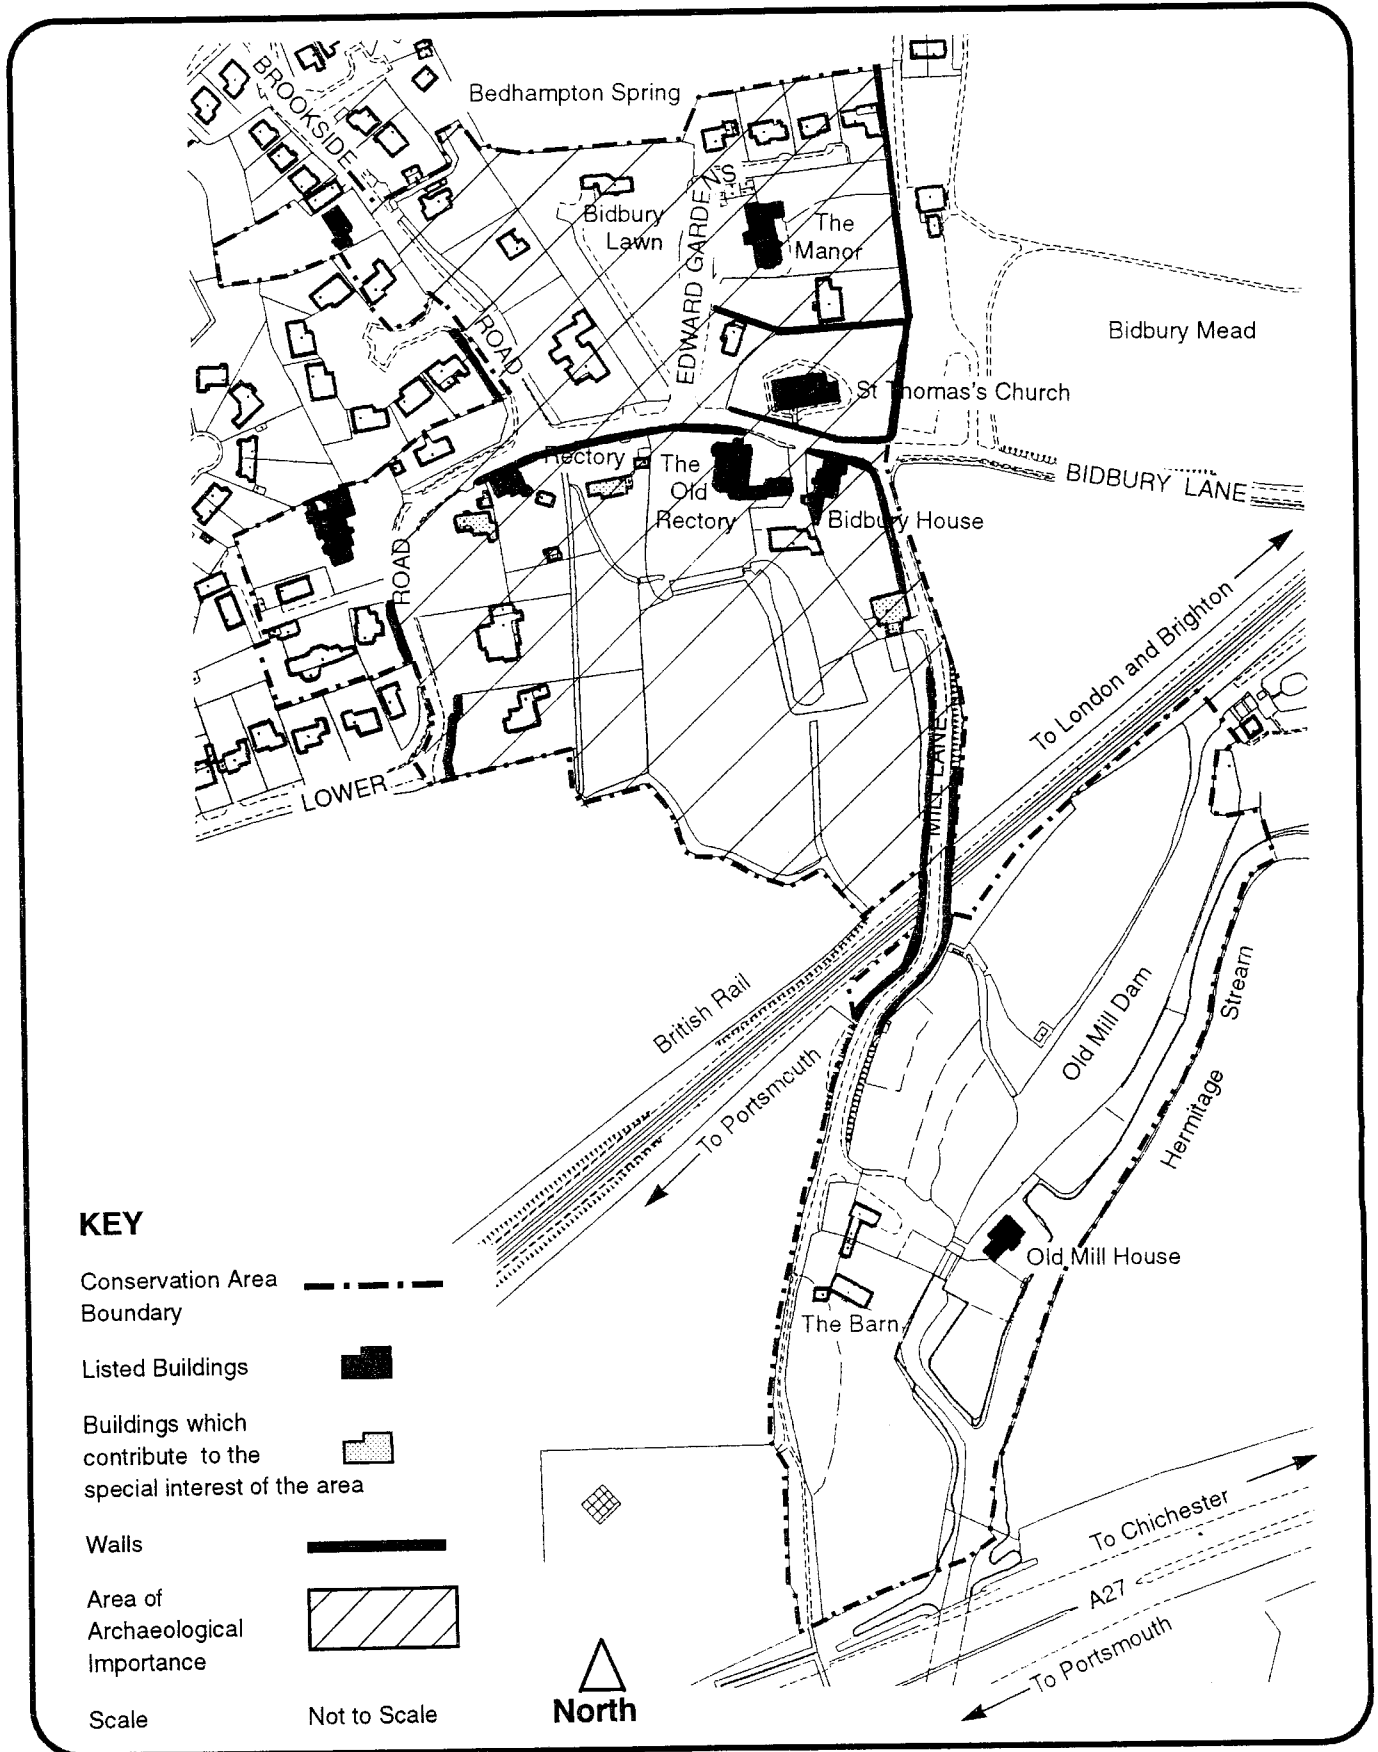 Bedhampton Spring
BROOKSIDE
ROAD
Bidbury
Lawn
EDWARD GARDENS
The
Manor
Bidbury Mead
St Thomas's Church
Rectory
The
Old
Rectory
Bidbury House
BIDBURY LANE
ROAD
LOWER
MILL LANE
To London and Brighton
British Rail
To Portsmouth
Old Mill Dam
Hermitage Stream
Old Mill House
The Barn
To Chichester
A27
To Portsmouth
KEY
Conservation Area
Boundary
Listed Buildings
Buildings which
contribute to the
special interest of the area
Walls
Area of
Archaeological
Importance
Scale
Not to Scale
North